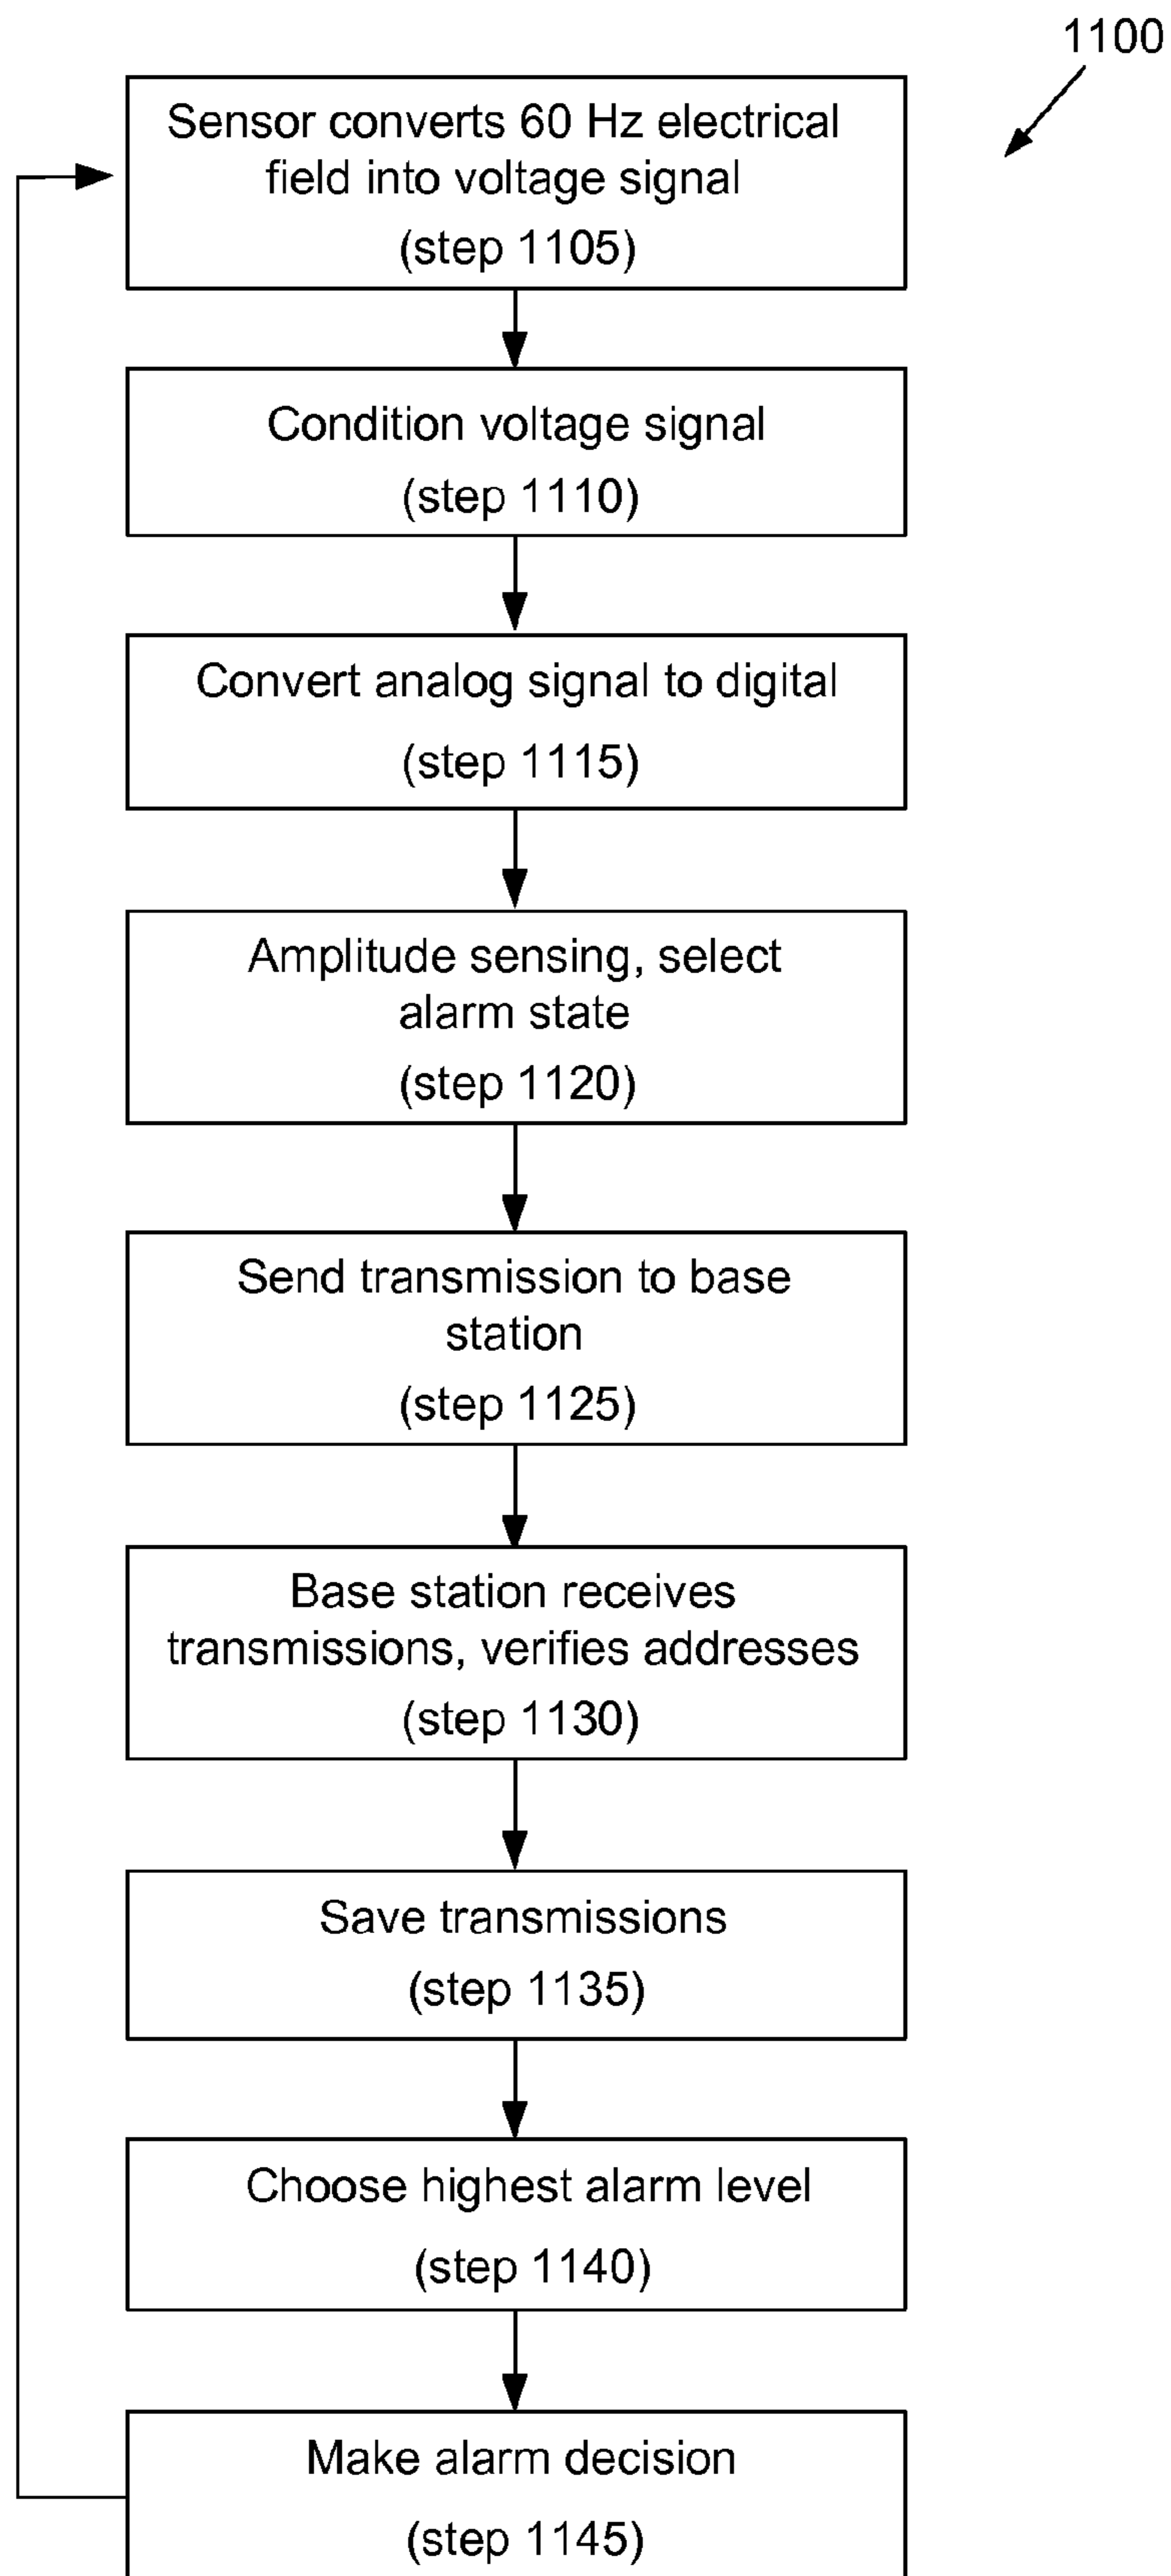 1100
Sensor converts 60 Hz electrical
field into voltage signal
(step 1105)
Condition voltage signal
(step 1110)
Convert analog signal to digital
(step 1115)
Amplitude sensing, select
alarm state
(step 1120)
Send transmission to base
station
(step 1125)
Base station receives
transmissions, verifies addresses
(step 1130)
Save transmissions
(step 1135)
Choose highest alarm level
(step 1140)
Make alarm decision
(step 1145)